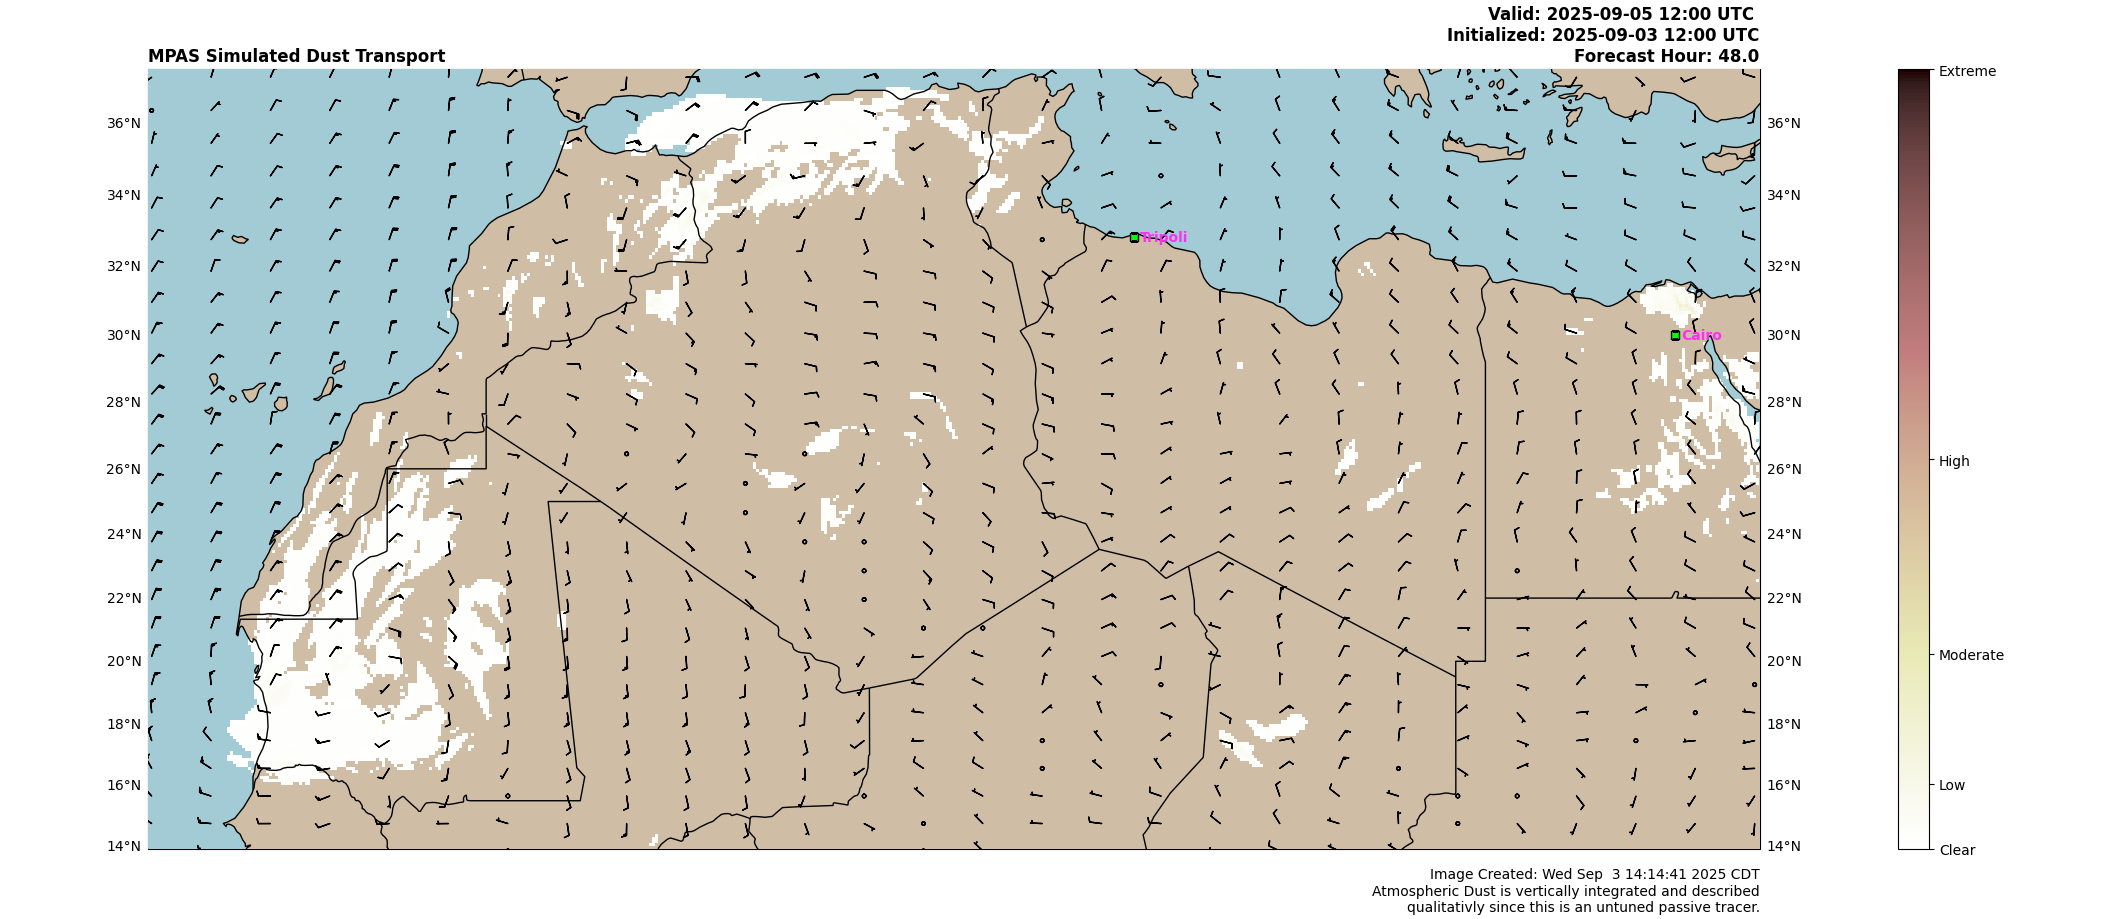 Valid: 2025-09-05 12:00 UTC
Initialized: 2025-09-03 12:00 UTC
MPAS Simulated Dust Transport
Forecast Hour: 48.0
Extreme
36°N
36°N
34°N
34°N
Tripoli
32°N
32°N
30°N
Cairo
30°N
28°N
28°N
26°N
26°N
High
24°N
24°N
22°N
22°N
20°N
20°N
Moderate
18°N
18°N
16°N
16°N
Low
14°N
14°N
Clear
Image Created: Wed Sep  3 14:14:41 2025 CDT
Atmospheric Dust is vertically integrated and described
qualitativly since this is an untuned passive tracer.